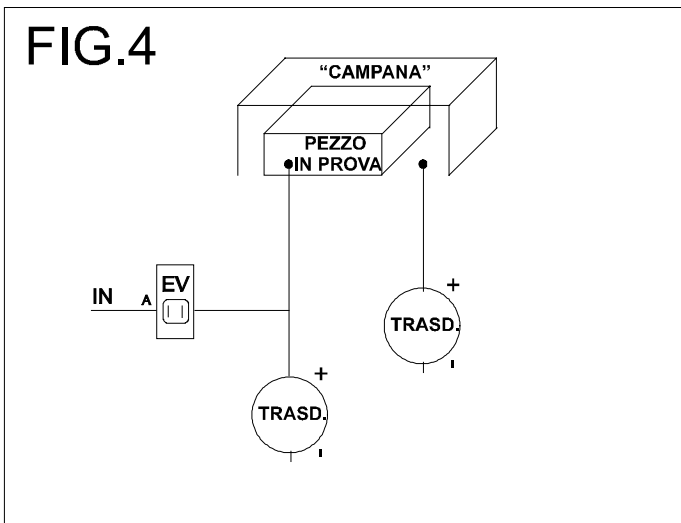 FIG.4
“CAMPANA”
PEZZO
IN PROVA
EV
IN
A
+
TRASD.
-
+
TRASD.
-